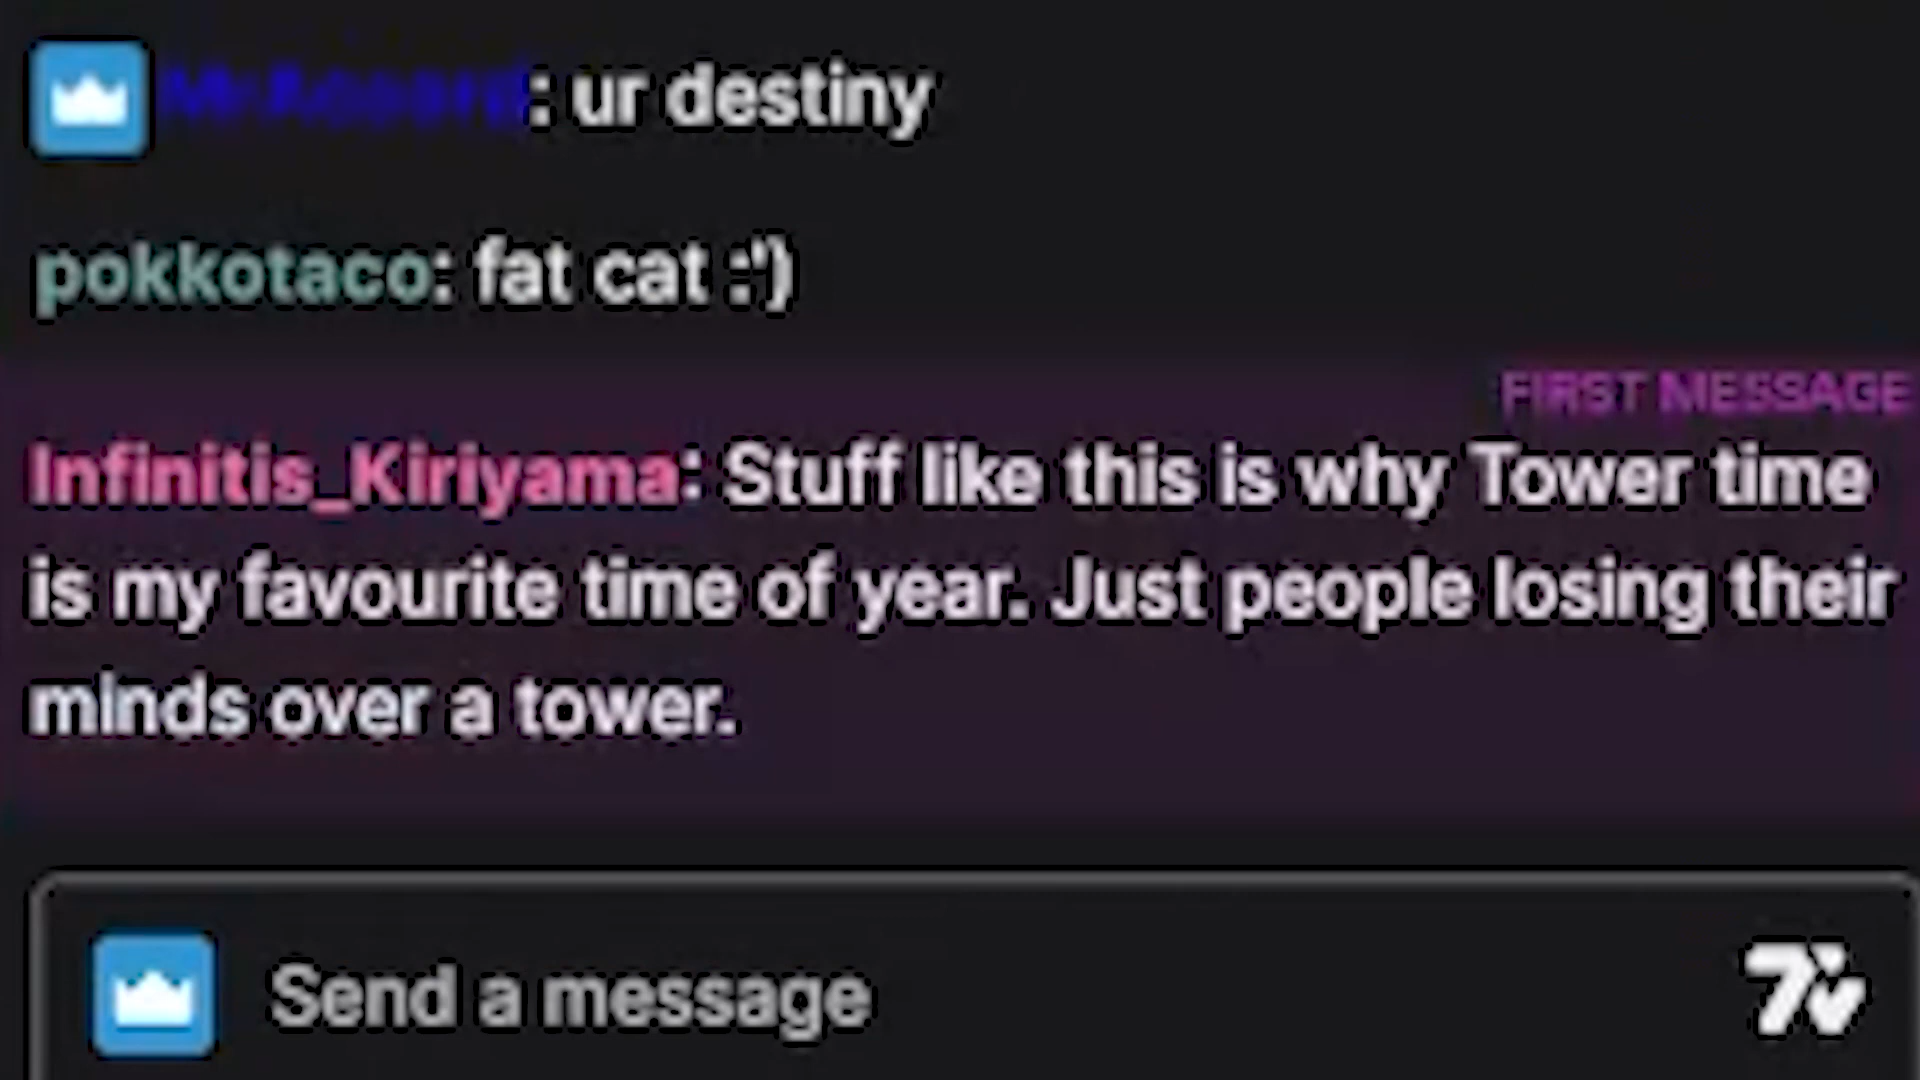 : ur destiny
pokkotaco: fat cat :')
FIRST MESSAGE
Infinitis_Kiriyama: Stuff like this is why Tower time
is my favourite time of year. Just people losing their
minds over a tower.
Send a message
7tv